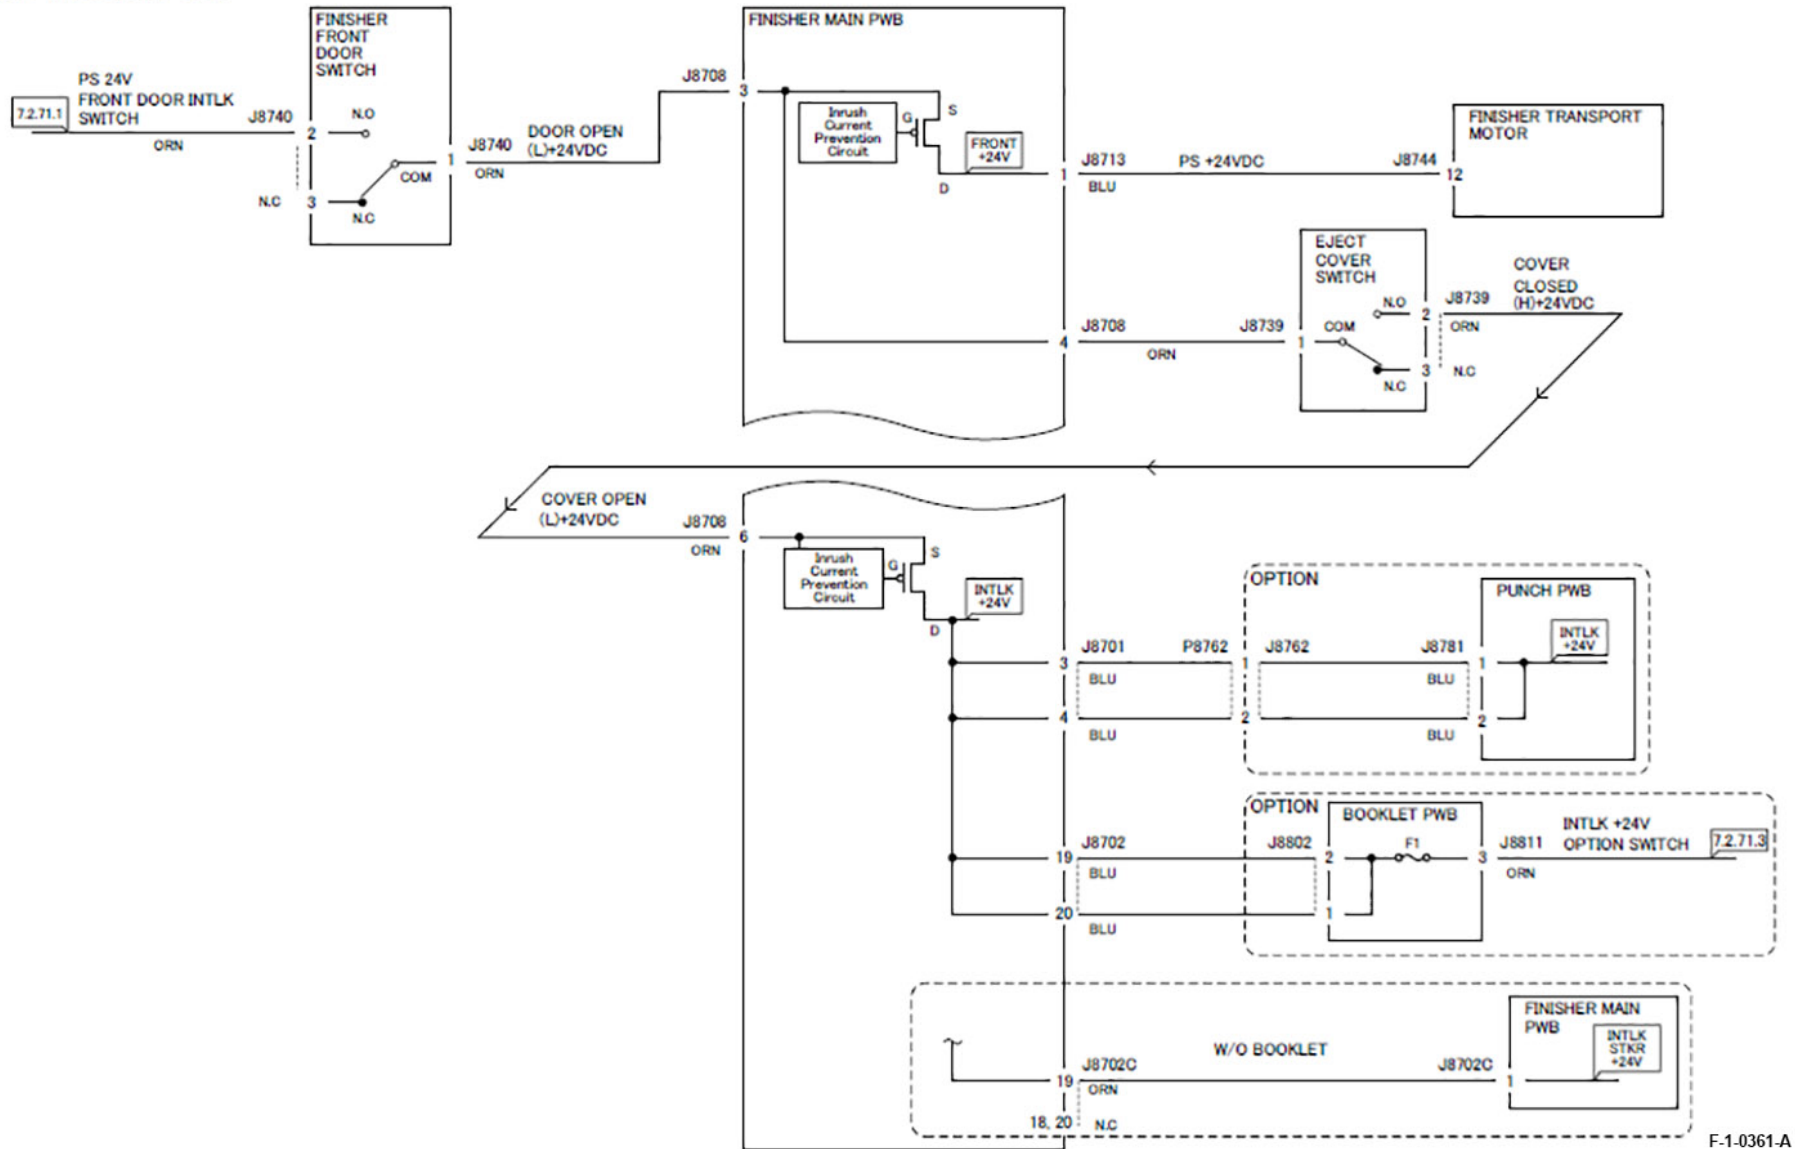 FINISHER
FRONT
DOOR
SWITCH
PS 24V
FRONT DOOR INTLK
SWITCH
7.2.71.1
J8740
ORN
2
N.O
N.C
3
N.C
COM
1
J8740
ORN
DOOR OPEN
(L)+24VDC
FINISHER MAIN PWB
J8708
3
Inrush
Current
Prevention
Circuit
G
S
D
FRONT
+24V
1
J8713
BLU
PS +24VDC
J8744
12
FINISHER TRANSPORT
MOTOR
4
J8708
ORN
J8739
1
EJECT
COVER
SWITCH
N.O
COM
N.C
2
3
J8739
ORN
N.C
COVER
CLOSED
(H)+24VDC
COVER OPEN
(L)+24VDC
J8708
ORN
6
Inrush
Current
Prevention
Circuit
G
S
D
INTLK
+24V
3
J8701
BLU
P8762
1
J8762
J8781
BLU
1
4
BLU
2
BLU
2
OPTION
PUNCH PWB
INTLK
+24V
OPTION
BOOKLET PWB
19
J8702
BLU
J8802
2
F1
3
J8811
ORN
INTLK +24V
OPTION SWITCH
7.2.71.3
20
BLU
1
W/O BOOKLET
19
J8702C
ORN
J8702C
1
FINISHER MAIN
PWB
INTLK
STKR
+24V
18, 20
N.C
F-1-0361-A